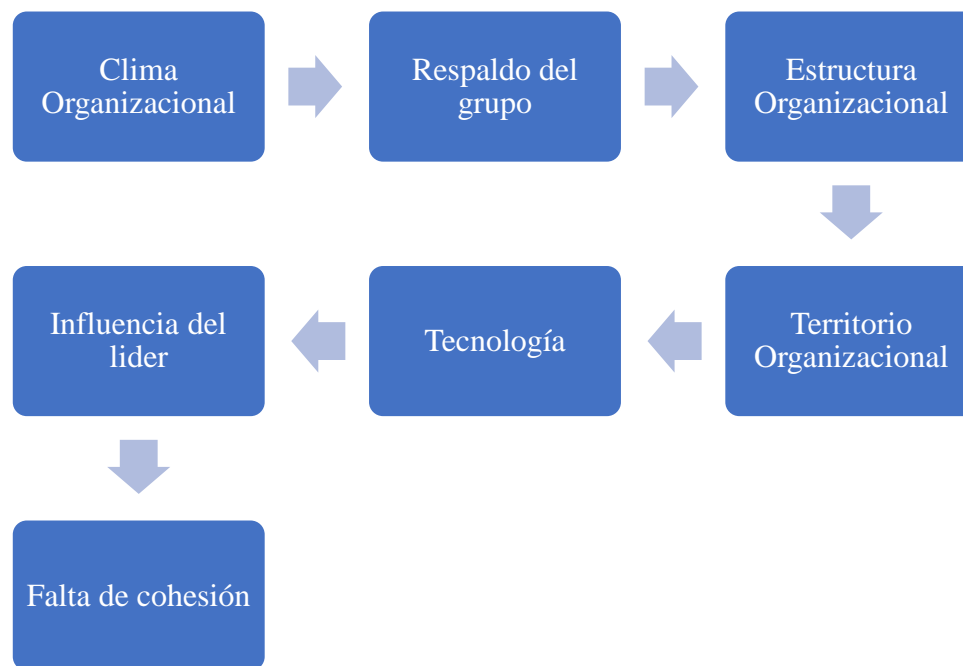 Clima
Organizacional
Respaldo del
grupo
Estructura
Organizacional
Territorio
Organizacional
Tecnología
Influencia del
lider
Falta de cohesión